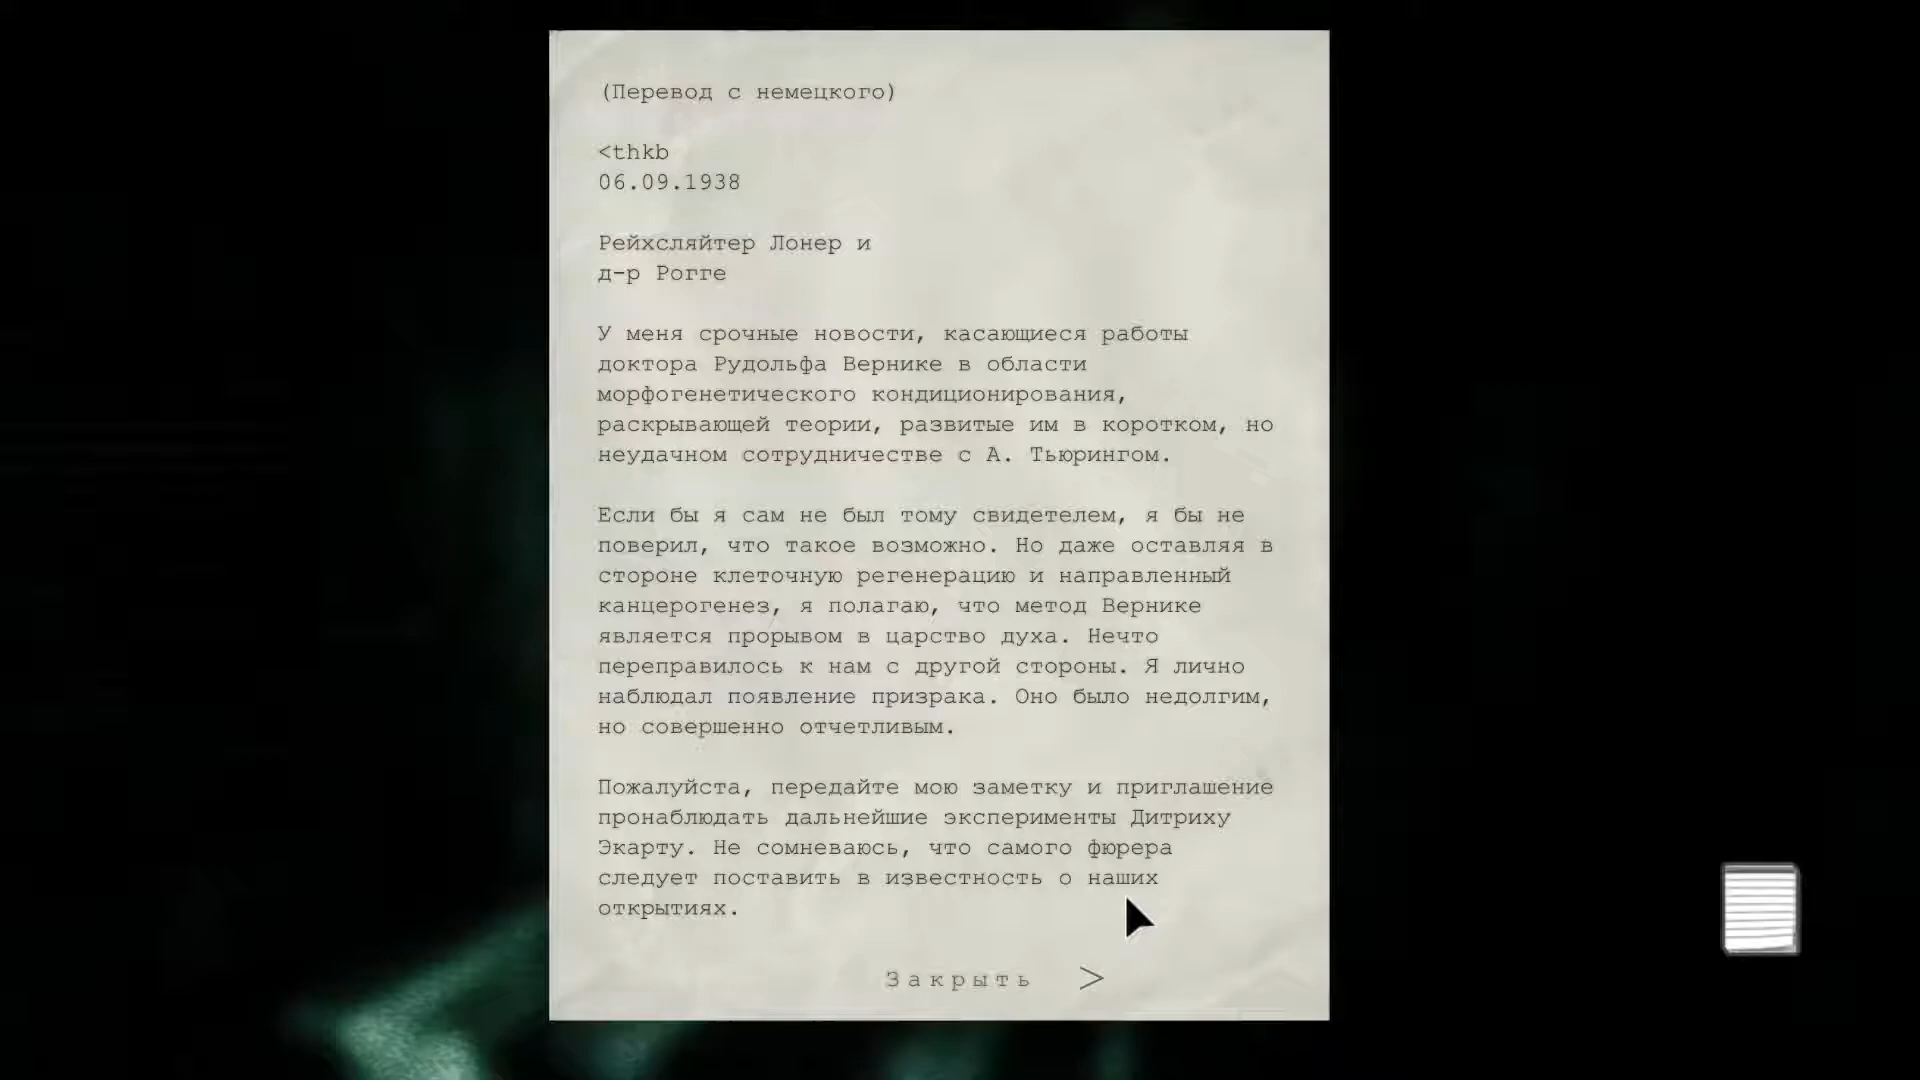 (Перевод с немецкого)
<thkb
06.09.1938
Рейхсляйтер Лонер и
д-р Рогге
У меня срочные новости, касающиеся работы
доктора Рудольфа Вернике в области
морфогенетического кондиционирования,
раскрывающей теории, развитые им в коротком, но
неудачном сотрудничестве с А. Тьюрингом.
Если бы я сам не был тому свидетелем, я бы не
поверил, что такое возможно. Но даже оставляя в
стороне клеточную регенерацию и направленный
канцерогенез, я полагаю, что метод Вернике
является прорывом в царство духа. Нечто
переправилось к нам с другой стороны. Я лично
наблюдал появление призрака. Оно было недолгим,
но совершенно отчетливым.
Пожалуйста, передайте мою заметку и приглашение
пронаблюдать дальнейшие эксперименты Дитриху
Экарту. Не сомневаюсь, что самого фюрера
следует поставить в известность о наших
открытиях.
Закрыть >